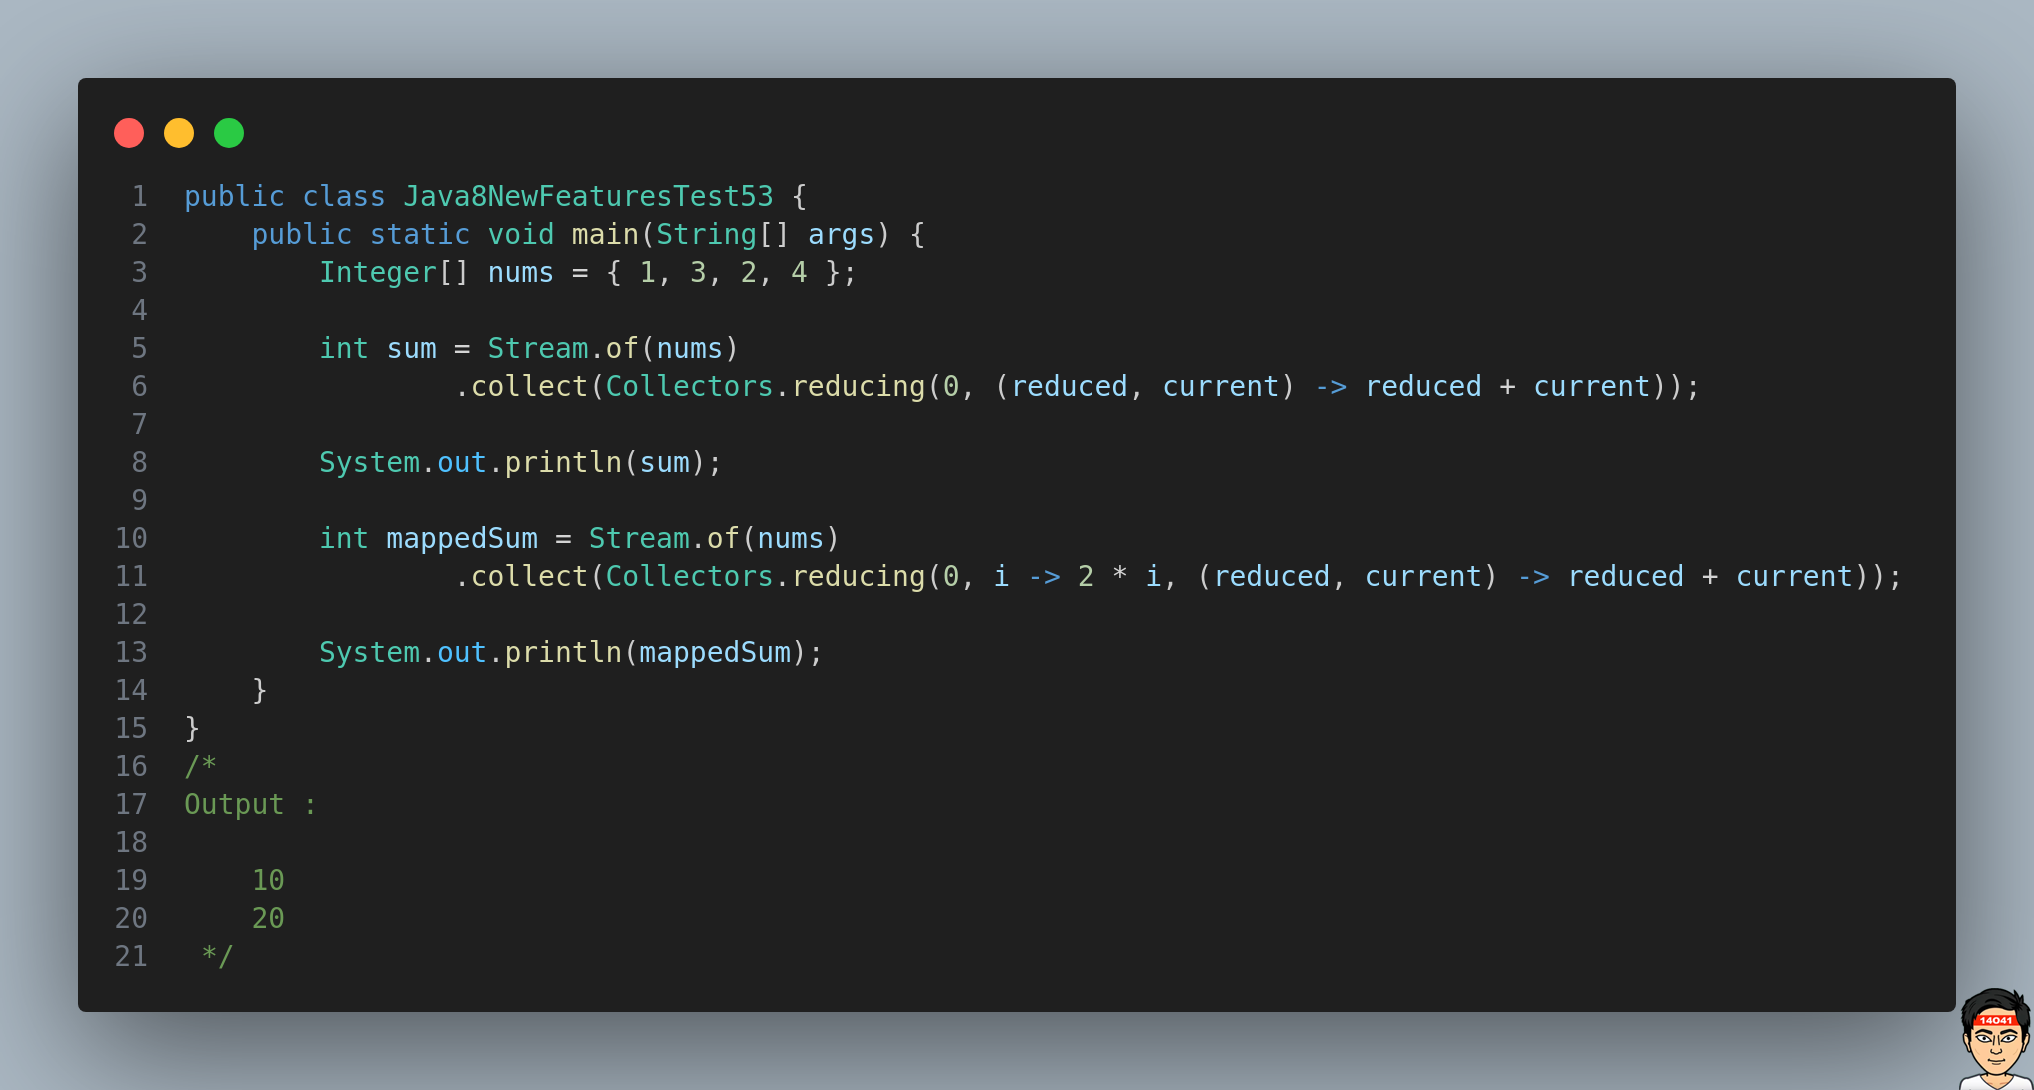 1 public class Java8NewFeaturesTest53 {
2     public static void main(String[] args) {
3         Integer[] nums = { 1, 3, 2, 4 };
4
5         int sum = Stream.of(nums)
6                 .collect(Collectors.reducing(0, (reduced, current) -> reduced + current));
7
8         System.out.println(sum);
9
10         int mappedSum = Stream.of(nums)
11                 .collect(Collectors.reducing(0, i -> 2 * i, (reduced, current) -> reduced + current));
12
13         System.out.println(mappedSum);
14     }
15 }
16 /*
17 Output :
18
19     10
20     20
21  */
14041